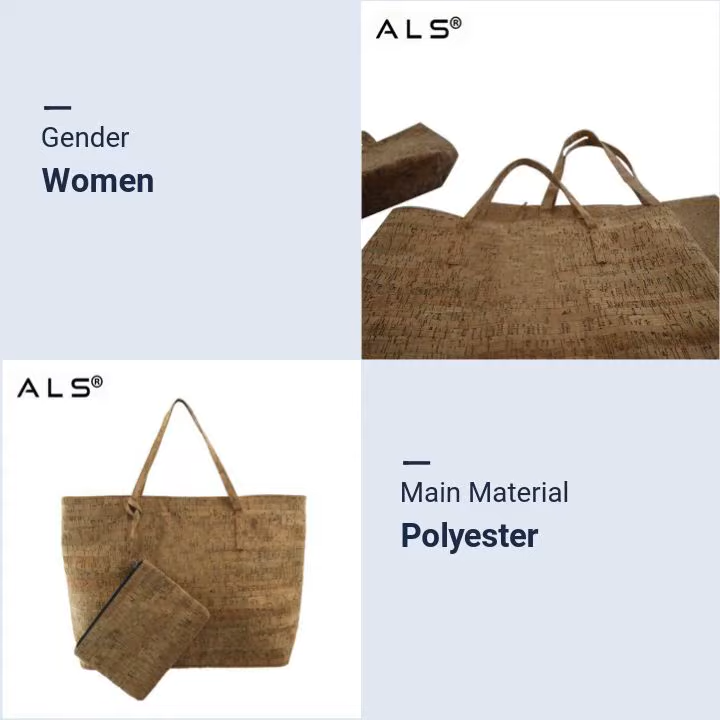 ALS®
Gender
Women
ALS®
Main Material
Polyester